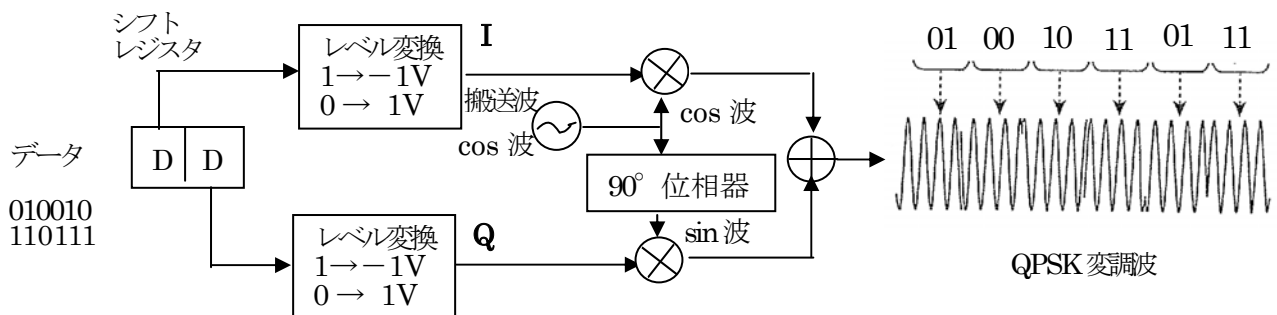 シフト
レジスタ
レベル変換
1→−1V
0→ 1V
I
搬送波
cos 波
cos 波
D D
データ
010010
110111
90° 位相器
レベル変換
1→−1V
0→ 1V
Q
sin 波
01 00 10 11 01 11
QPSK 変調波